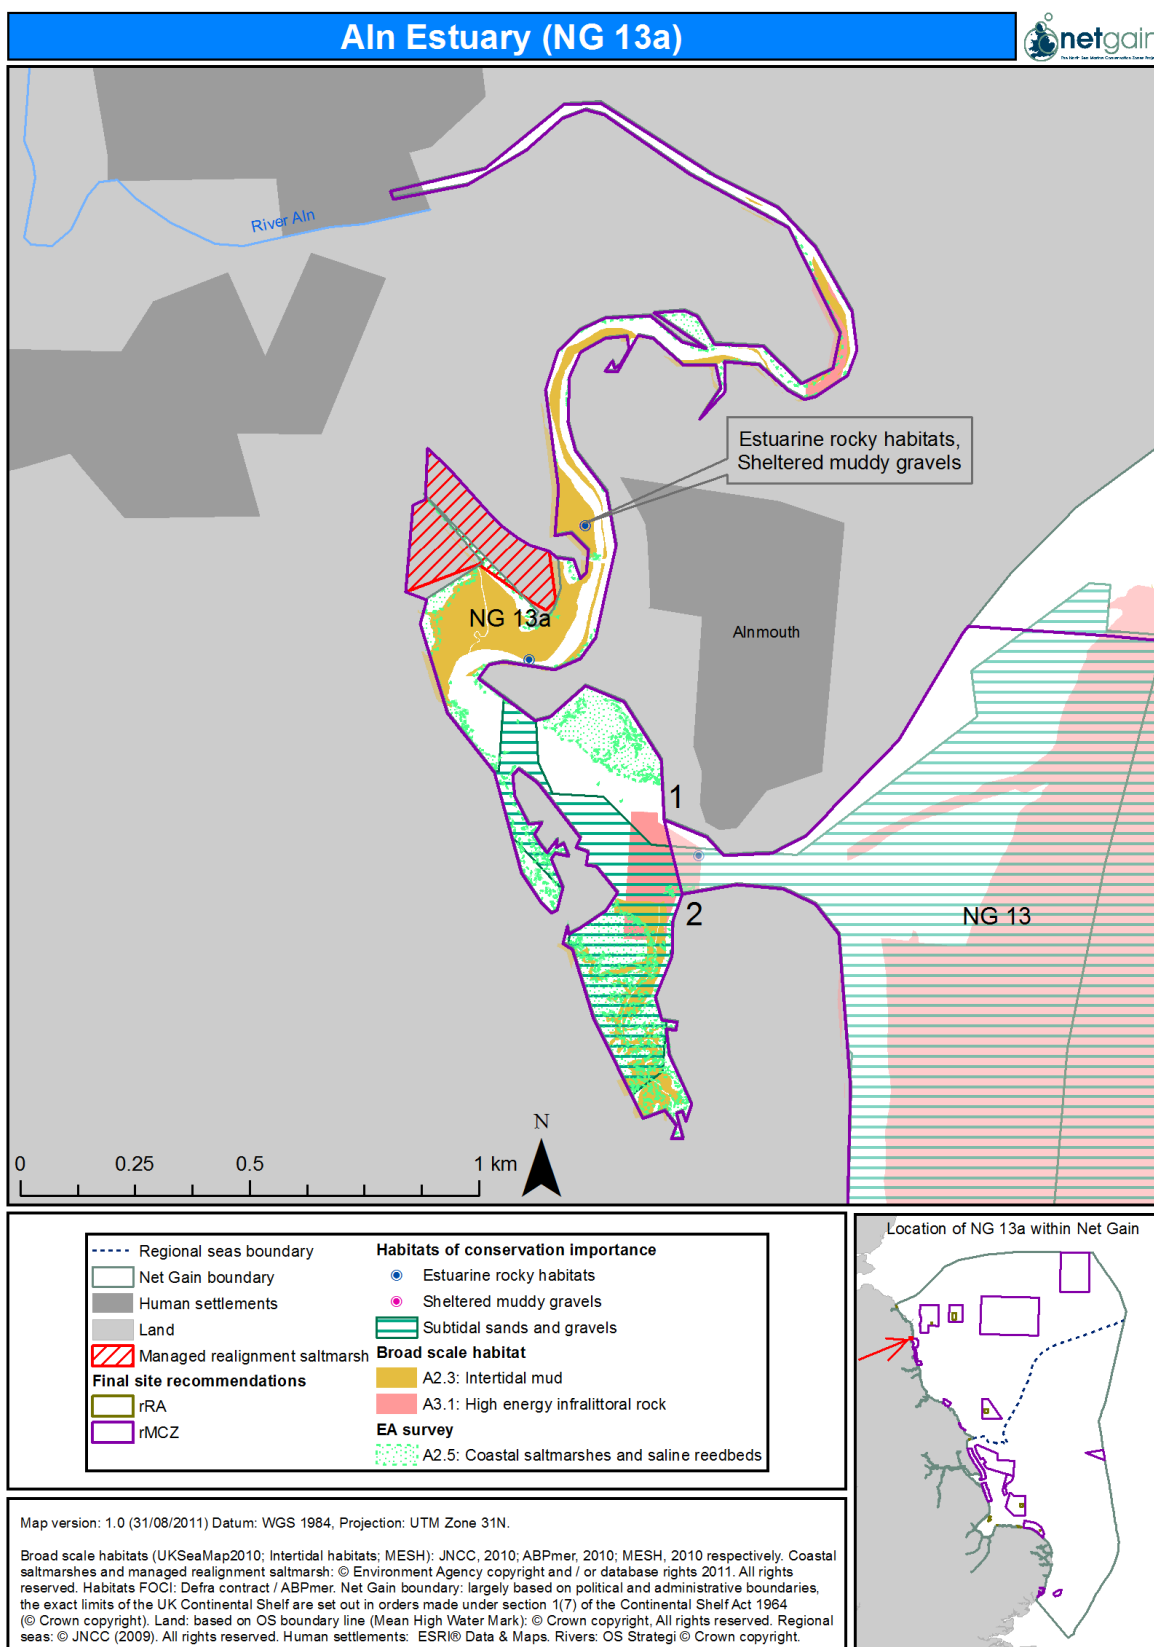 Aln Estuary (NG 13a)
netgain
The North Sea Marine Conservation Zones Project
River Aln
Estuarine rocky habitats,
Sheltered muddy gravels
NG 13a
Alnmouth
1
2
NG 13
N
0 0.25 0.5 1 km
Regional seas boundary
Net Gain boundary
Human settlements
Land
Managed realignment saltmarsh
Final site recommendations
rRA
rMCZ
Habitats of conservation importance
Estuarine rocky habitats
Sheltered muddy gravels
Subtidal sands and gravels
Broad scale habitat
A2.3: Intertidal mud
A3.1: High energy infralittoral rock
EA survey
A2.5: Coastal saltmarshes and saline reedbeds
Location of NG 13a within Net Gain
Map version: 1.0 (31/08/2011) Datum: WGS 1984, Projection: UTM Zone 31N.
Broad scale habitats (UKSeaMap2010; Intertidal habitats; MESH): JNCC, 2010; ABPmer, 2010; MESH, 2010 respectively. Coastal
saltmarshes and managed realignment saltmarsh: © Environment Agency copyright and / or database rights 2011. All rights
reserved. Habitats FOCI: Defra contract / ABPmer. Net Gain boundary: largely based on political and administrative boundaries,
the exact limits of the UK Continental Shelf are set out in orders made under section 1(7) of the Continental Shelf Act 1964
(© Crown copyright). Land: based on OS boundary line (Mean High Water Mark): © Crown copyright, All rights reserved. Regional
seas: © JNCC (2009). All rights reserved. Human settlements: ESRI® Data & Maps. Rivers: OS Strategi © Crown copyright.